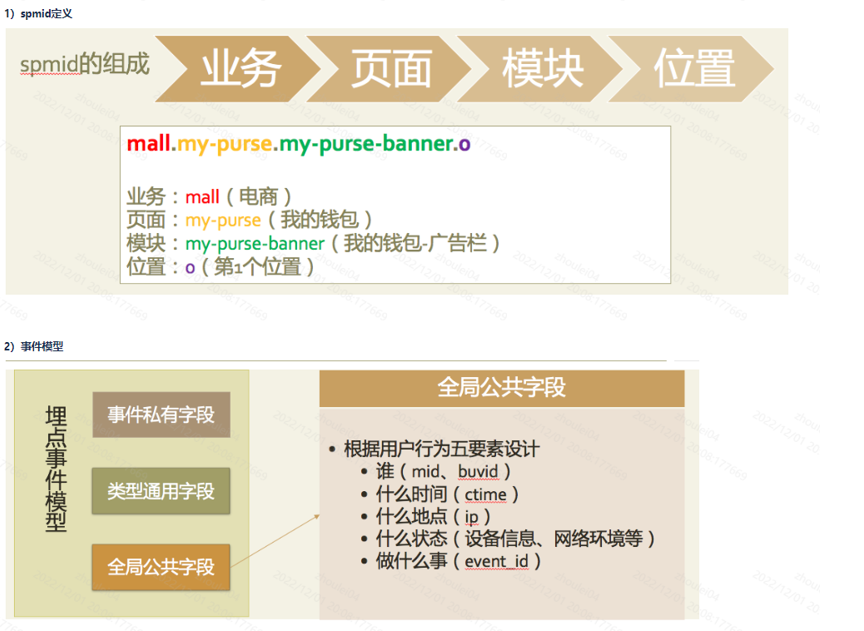 1）spmid定义
spmid的组成
业务
页面
模块
位置
mall.my-purse.my-purse-banner.o
业务：mall（电商）
页面：my-purse（我的钱包）
模块：my-purse-banner（我的钱包-广告栏）
位置：o（第1个位置）
2）事件模型
埋点事件模型
事件私有字段
类型通用字段
全局公共字段
全局公共字段
• 根据用户行为五要素设计
• 谁（mid、buvid）
• 什么时间（ctime）
• 什么地点（ip）
• 什么状态（设备信息、网络环境等）
• 做什么事（event_id）